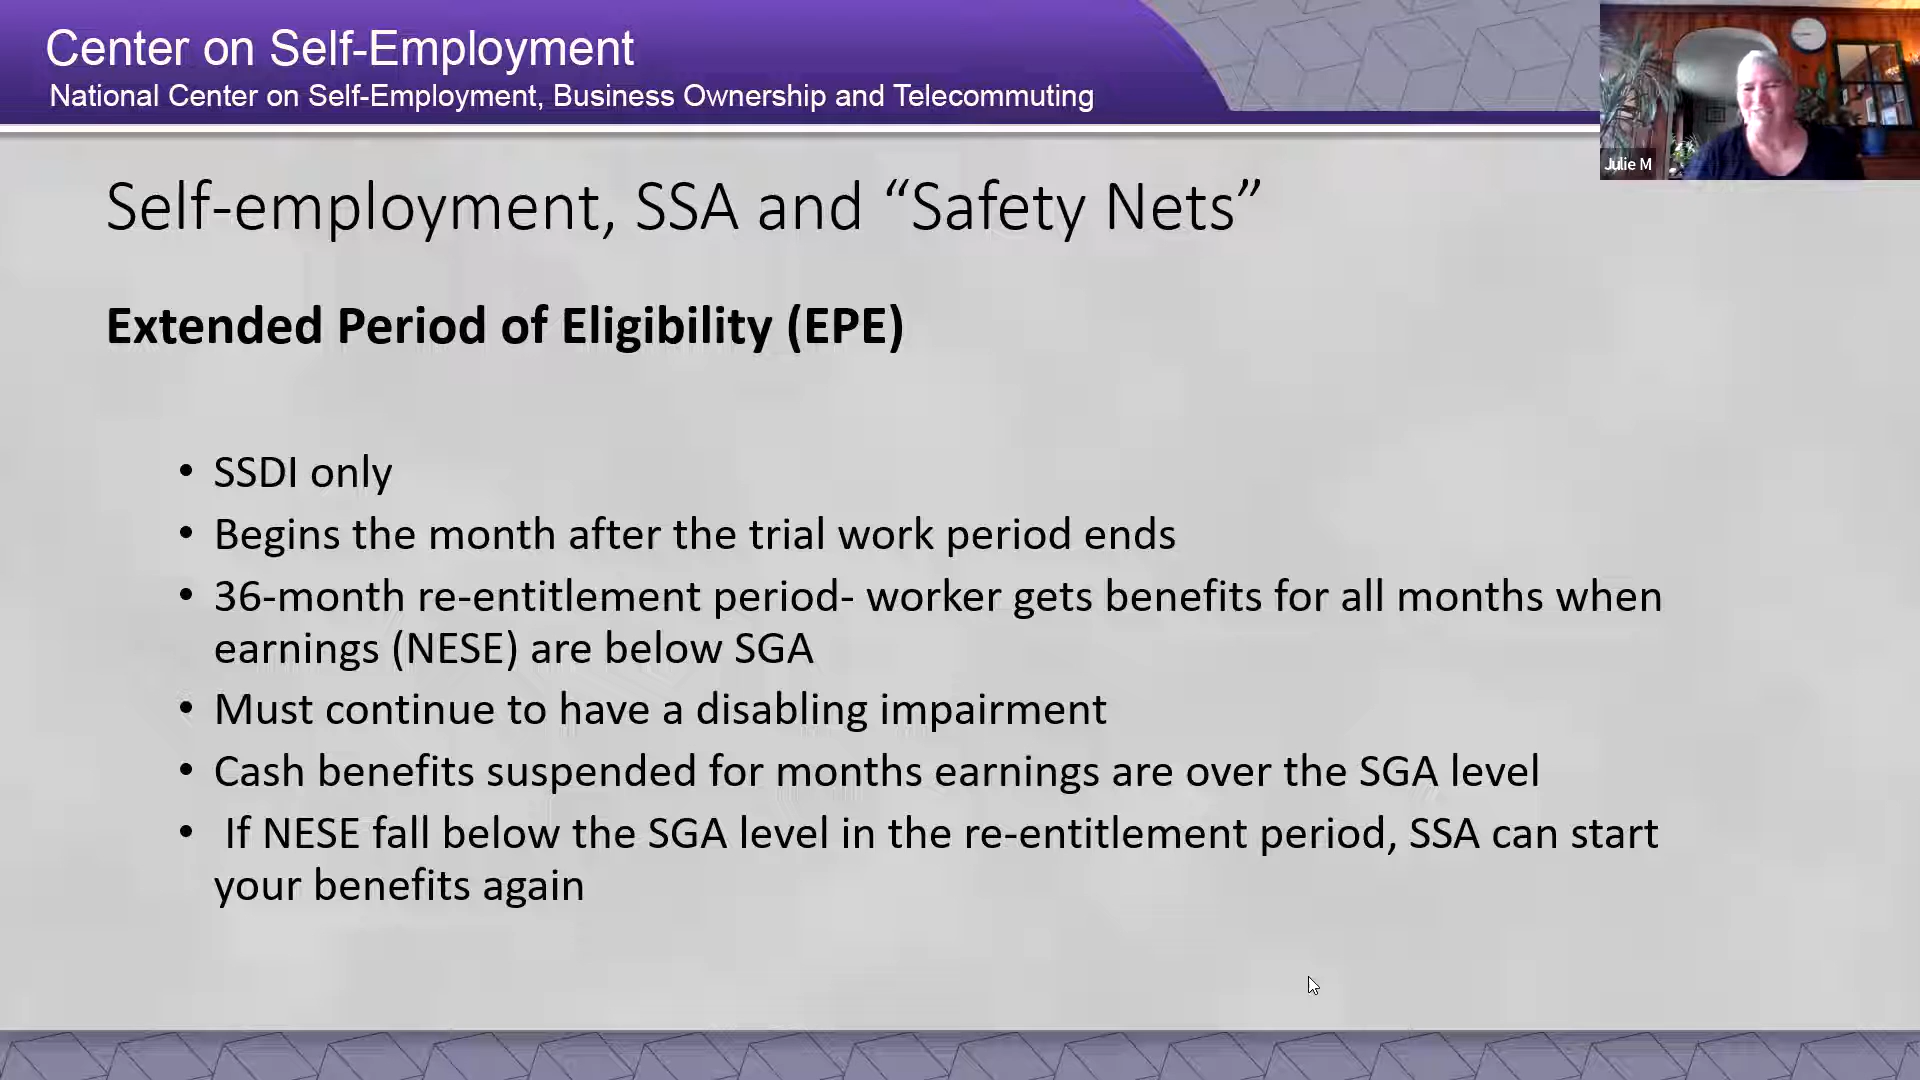 Center on Self-Employment
National Center on Self-Employment, Business Ownership and Telecommuting
Julie M
Self-employment, SSA and “Safety Nets”
Extended Period of Eligibility (EPE)
• SSDI only
• Begins the month after the trial work period ends
• 36-month re-entitlement period- worker gets benefits for all months when
earnings (NESE) are below SGA
• Must continue to have a disabling impairment
• Cash benefits suspended for months earnings are over the SGA level
• If NESE fall below the SGA level in the re-entitlement period, SSA can start
your benefits again